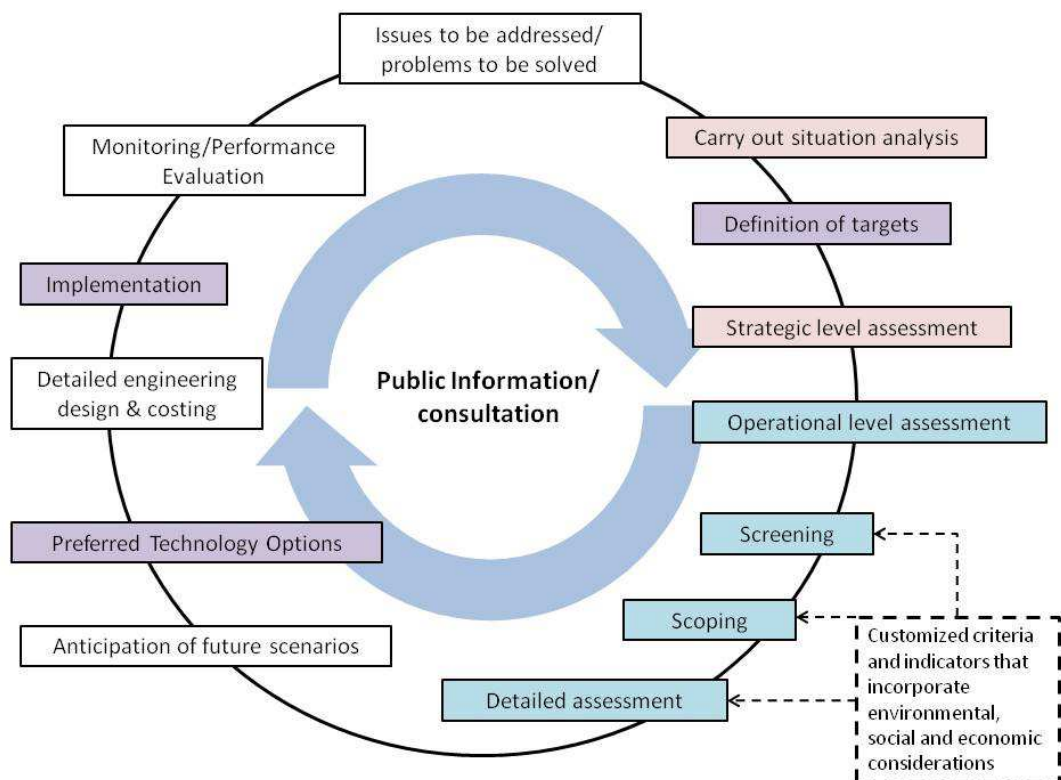 Issues to be addressed/
problems to be solved
Carry out situation analysis
Definition of targets
Strategic level assessment
Operational level assessment
Screening
Scoping
Detailed assessment
Customized criteria
and indicators that
incorporate
environmental,
social and economic
considerations
Anticipation of future scenarios
Preferred Technology Options
Detailed engineering
design & costing
Implementation
Monitoring/Performance
Evaluation
Public Information/
consultation